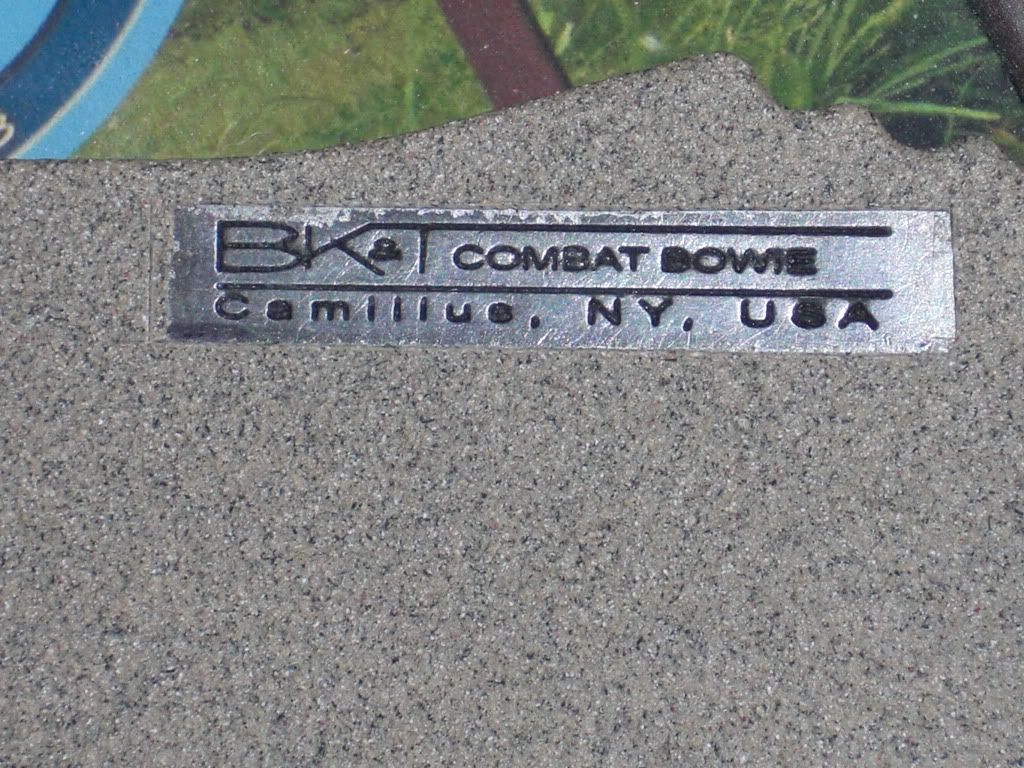 BK&T COMBAT BOWIE
Camillus, NY, USA